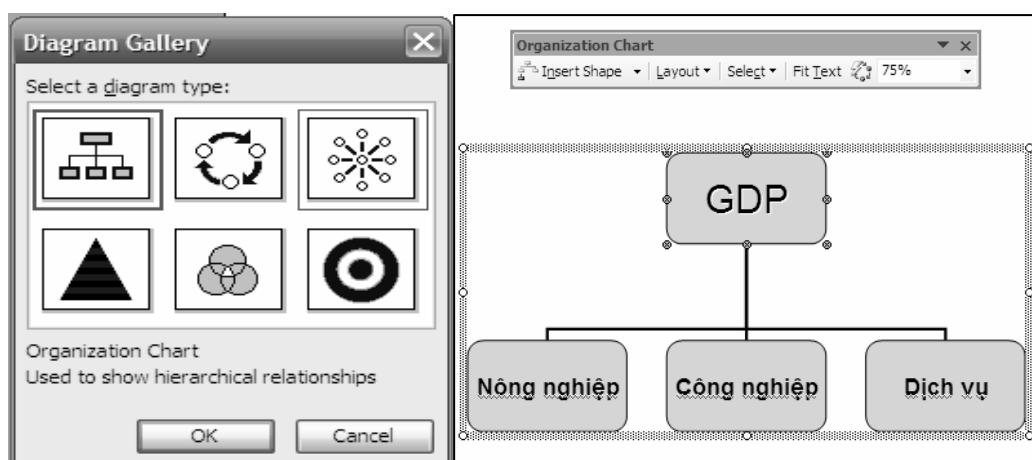 Diagram Gallery
Select a diagram type:
Organization Chart
Used to show hierarchical relationships
OK Cancel
Organization Chart
Insert Shape Layout Select Fit Text 75%
GDP
Nông nghiệp Công nghiệp Dịch vụ